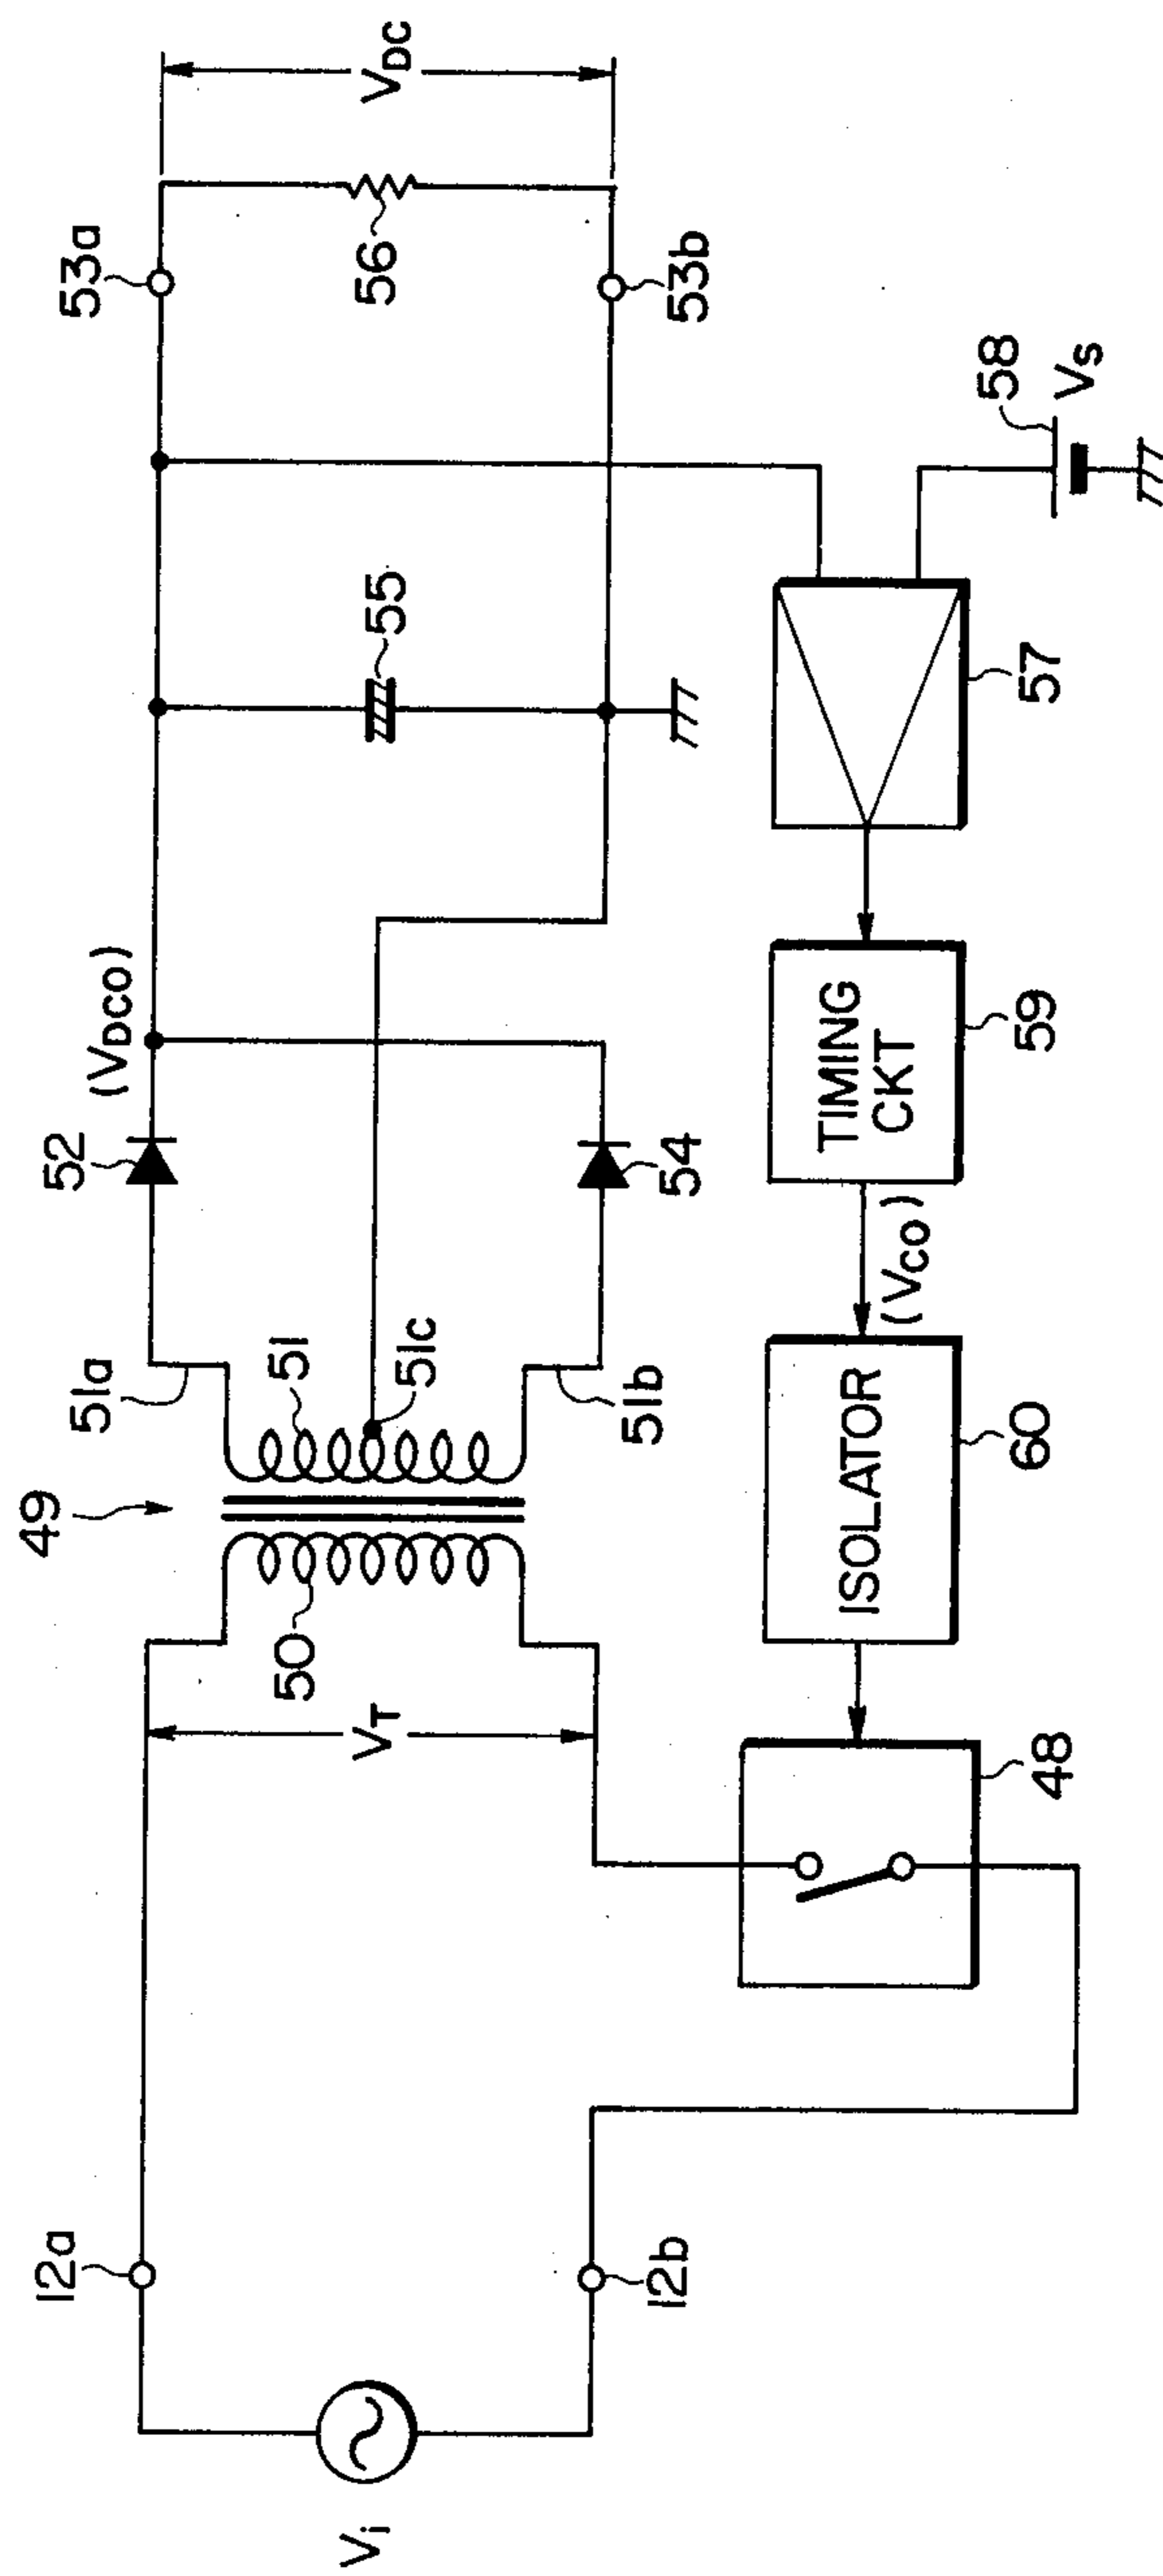 Vi
12a
12b
VT
49
50
51
51a
51b
51c
52
54
(VDCO)
55
53a
53b
56
VDC
48
ISOLATOR
60
(VCO)
TIMING
CKT
59
57
58
VS